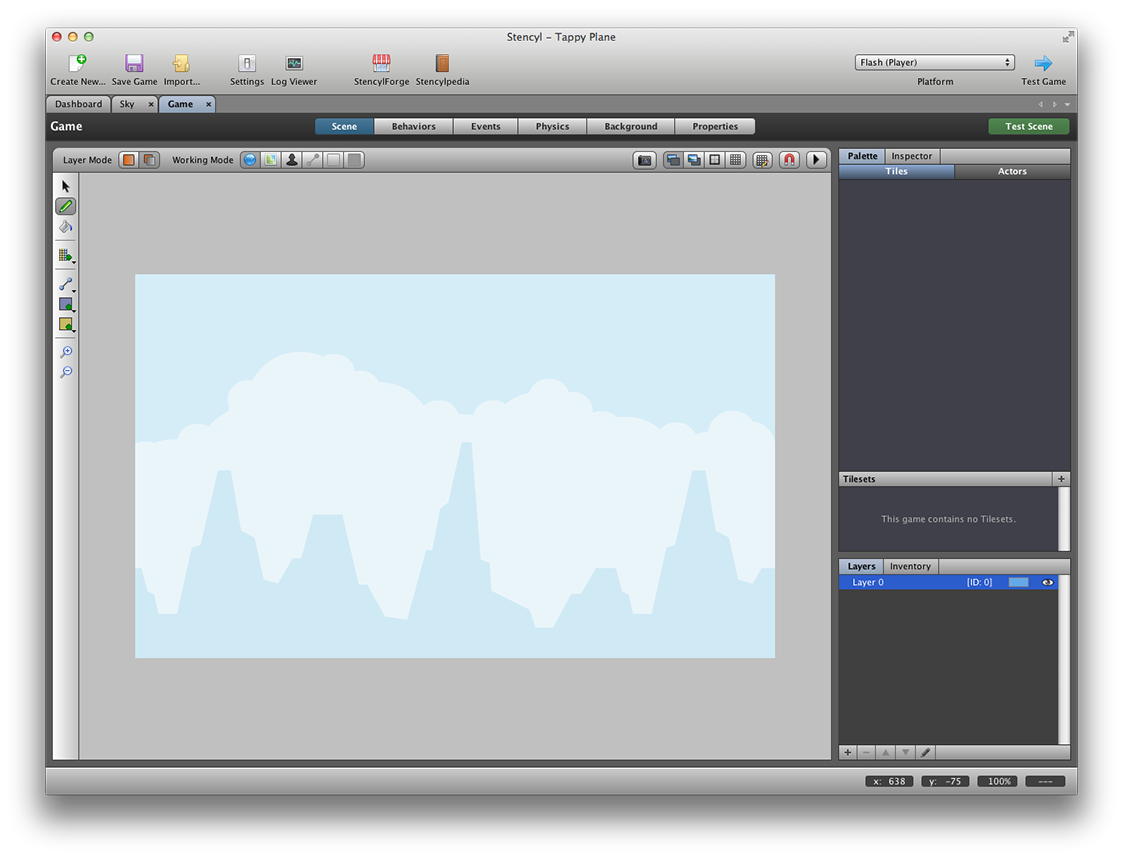 Stencyl – Tappy Plane
Create New... Save Game Import... Settings Log Viewer StencylForge Stencylpedia
Flash (Player)
Platform
Test Game
Dashboard Sky × Game ×
Game
Scene Behaviors Events Physics Background Properties
Test Scene
Layer Mode Working Mode
Palette Inspector
Tiles Actors
Tilesets +
This game contains no Tilesets.
Layers Inventory
Layer 0 [ID: 0]
x: 638 y: -75 100% ---